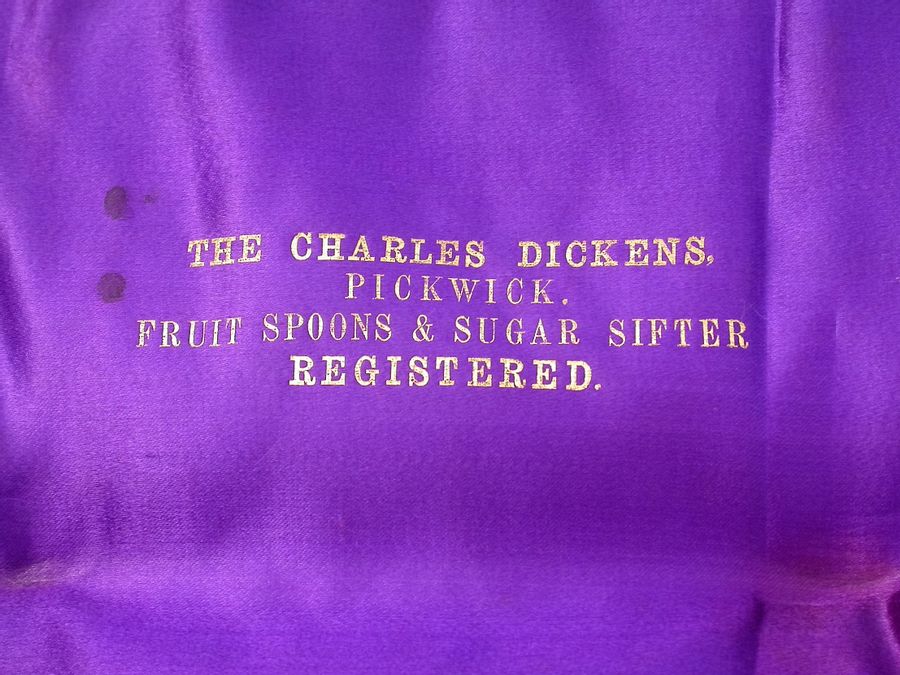 THE CHARLES DICKENS,
PICKWICK.
FRUIT SPOONS & SUGAR SIFTER
REGISTERED.